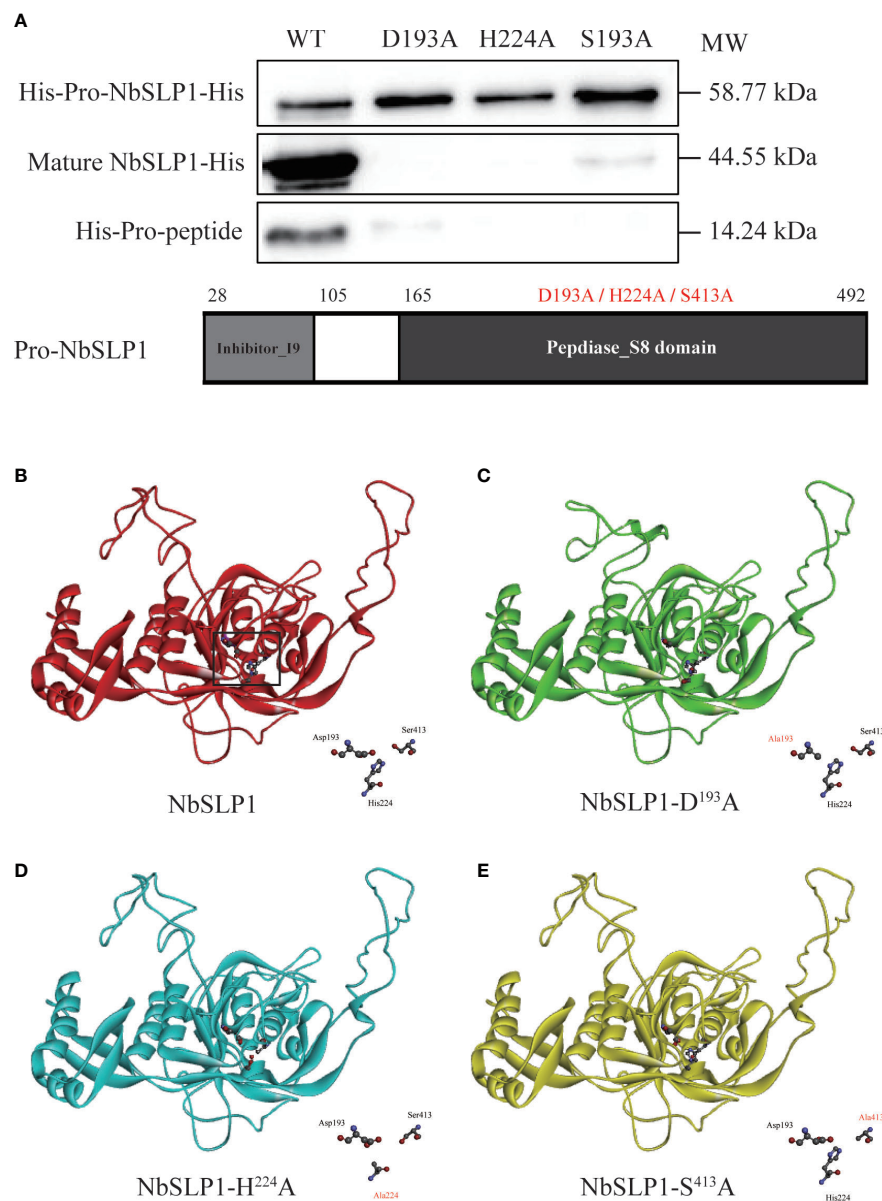 A
WT D193A H224A S193A MW
His-Pro-NbSLP1-His 58.77 kDa
Mature NbSLP1-His 44.55 kDa
His-Pro-peptide 14.24 kDa
28 105 165 D193A / H224A / S413A 492
Pro-NbSLP1 Inhibitor_I9 Pepdiase_S8 domain
B
Asp193 Ser413
His224
NbSLP1
C
Ala193 Ser413
His224
NbSLP1-D¹⁹³A
D
Asp193 Ser413
Ala224
NbSLP1-H²²⁴A
E
Asp193 Ala413
His224
NbSLP1-S⁴¹³A